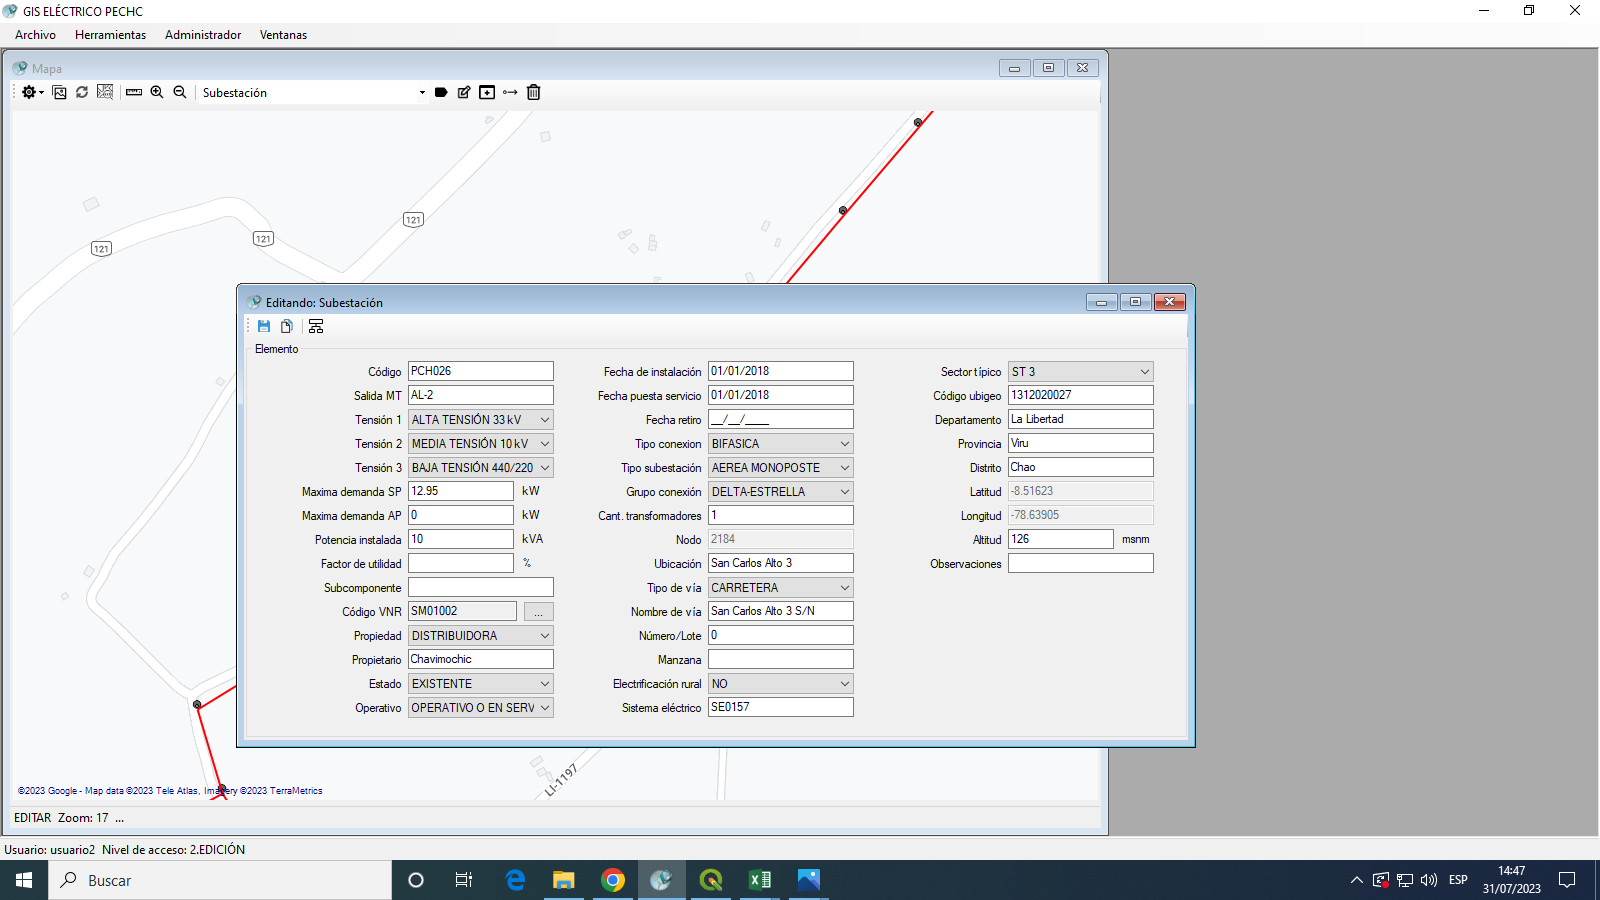 GIS ELÉCTRICO PECHC
Archivo Herramientas Administrador Ventanas
Mapa
Subestación
121
121
121
Editando: Subestación
Elemento
Código PCH026
Salida MT AL-2
Tensión 1 ALTA TENSIÓN 33 kV
Tensión 2 MEDIA TENSIÓN 10 kV
Tensión 3 BAJA TENSIÓN 440/220
Maxima demanda SP 12.95 kW
Maxima demanda AP 0 kW
Potencia instalada 10 kVA
Factor de utilidad %
Subcomponente
Código VNR SM01002 ...
Propiedad DISTRIBUIDORA
Propietario Chavimochic
Estado EXISTENTE
Operativo OPERATIVO O EN SERV
Fecha de instalación 01/01/2018
Fecha puesta servicio 01/01/2018
Fecha retiro __/__/____
Tipo conexion BIFASICA
Tipo subestación AEREA MONOPOSTE
Grupo conexión DELTA-ESTRELLA
Cant. transformadores 1
Nodo 2184
Ubicación San Carlos Alto 3
Tipo de vía CARRETERA
Nombre de vía San Carlos Alto 3 S/N
Número/Lote 0
Manzana
Electrificación rural NO
Sistema eléctrico SE0157
Sector típico ST 3
Código ubigeo 1312020027
Departamento La Libertad
Provincia Viru
Distrito Chao
Latitud -8.51623
Longitud -78.63905
Altitud 126 msnm
Observaciones
LI-1197
©2023 Google - Map data ©2023 Tele Atlas, Imagery ©2023 TerraMetrics
EDITAR Zoom: 17 ...
Usuario: usuario2 Nivel de acceso: 2.EDICIÓN
Buscar
ESP
14:47
31/07/2023